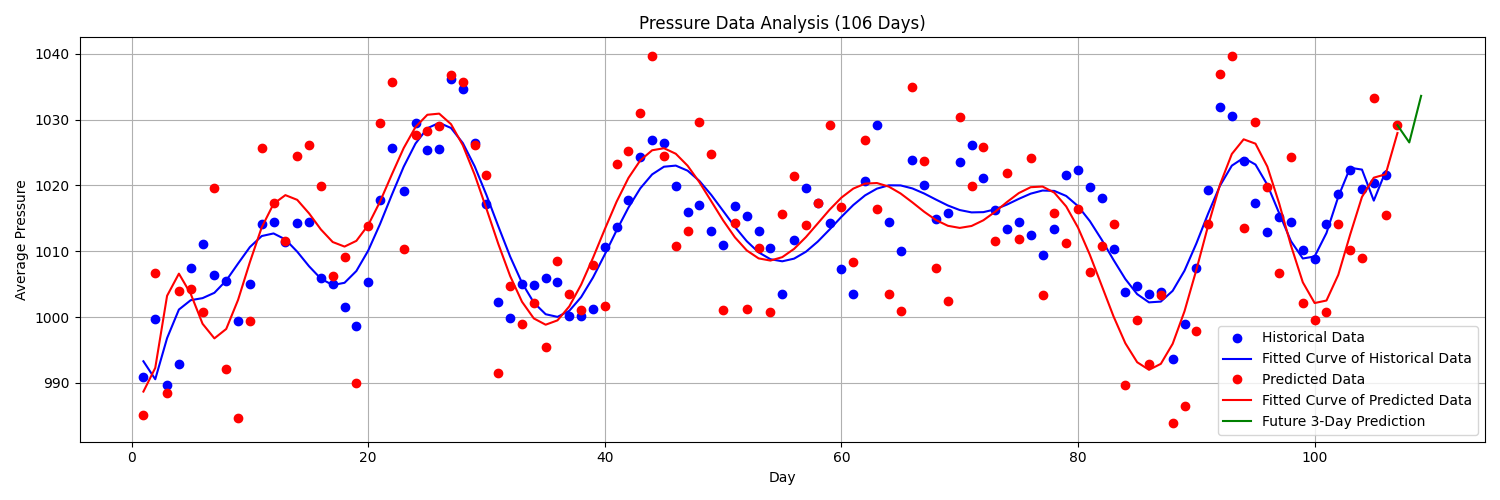 Pressure Data Analysis (106 Days)
Average Pressure
1040
1030
1020
1010
1000
990
0 20 40 60 80 100
Day
Historical Data
Fitted Curve of Historical Data
Predicted Data
Fitted Curve of Predicted Data
Future 3-Day Prediction